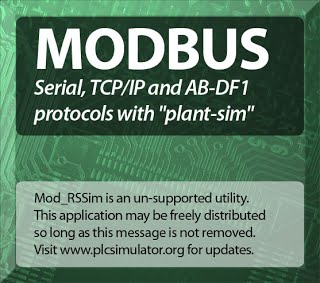 MODBUS
Serial, TCP/IP and AB-DF1
protocols with "plant-sim"
Mod_RSSim is an un-supported utility.
This application may be freely distributed
so long as this message is not removed.
Visit www.plcsimulator.org for updates.